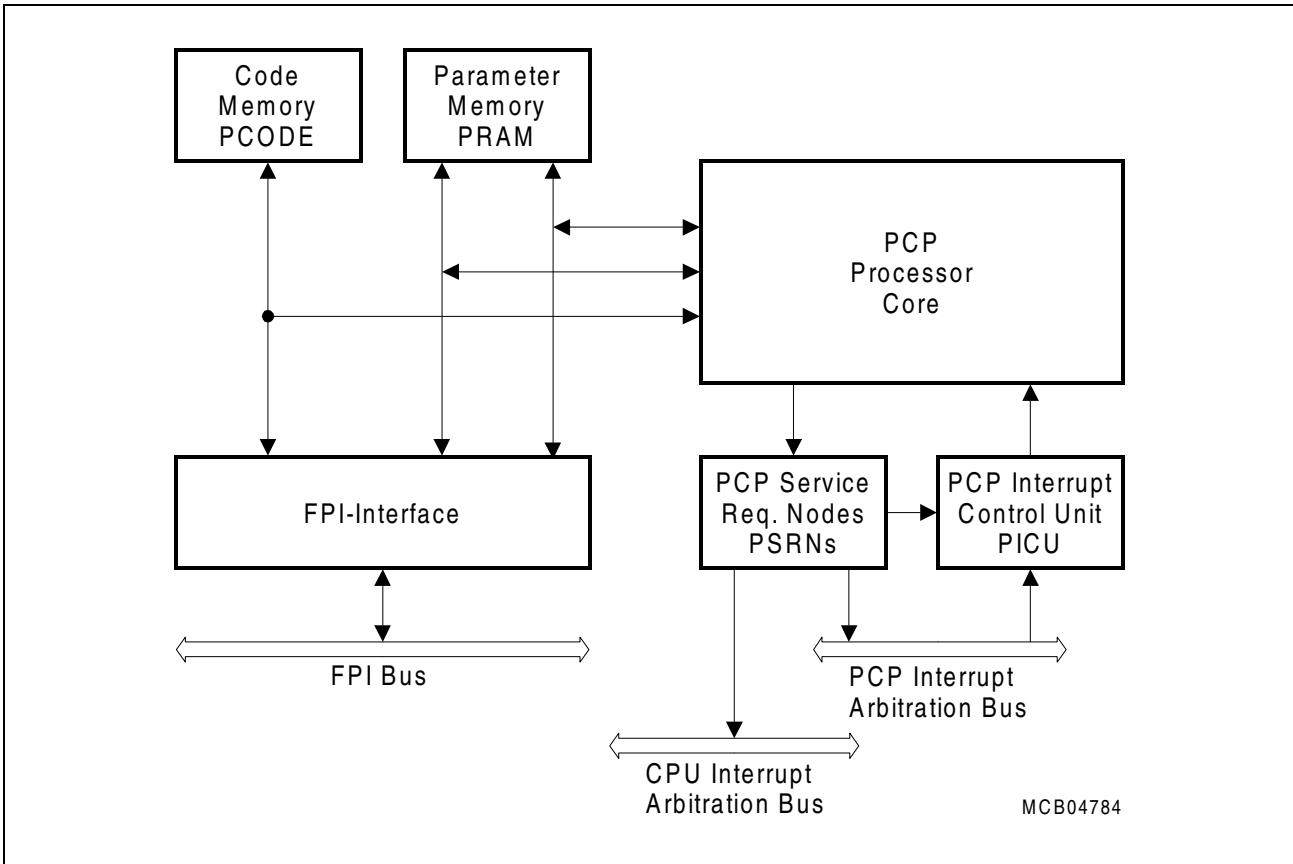 Code
Memory
PCODE
Parameter
Memory
PRAM
PCP
Processor
Core
FPI-Interface
PCP Service
Req. Nodes
PSRNs
PCP Interrupt
Control Unit
PICU
FPI Bus
PCP Interrupt
Arbitration Bus
CPU Interrupt
Arbitration Bus
MCB04784